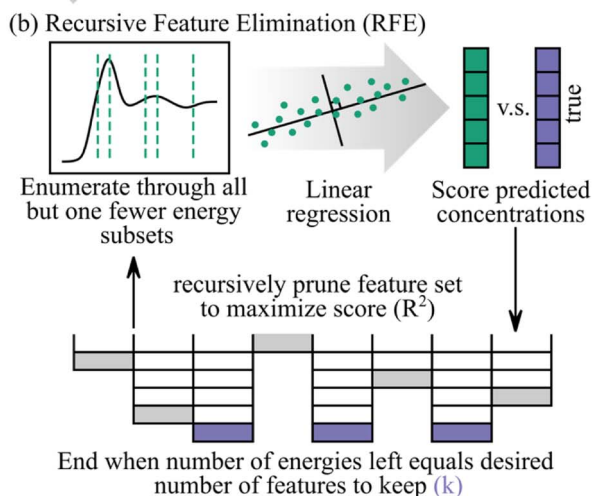 (b) Recursive Feature Elimination (RFE)
Enumerate through all
but one fewer energy
subsets
Linear
regression
v.s.
true
Score predicted
concentrations
recursively prune feature set
to maximize score (R²)
End when number of energies left equals desired
number of features to keep (k)